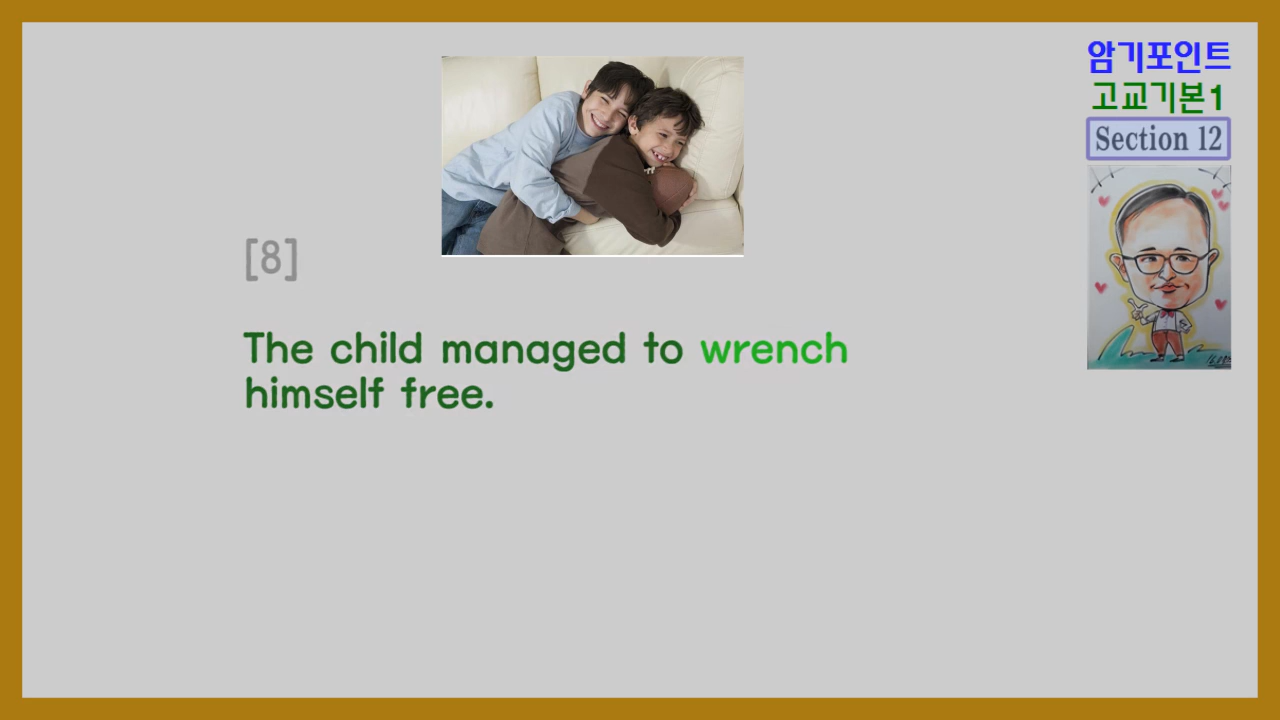 암기포인트
고교기본1
Section 12
[8]
The child managed to wrench
himself free.